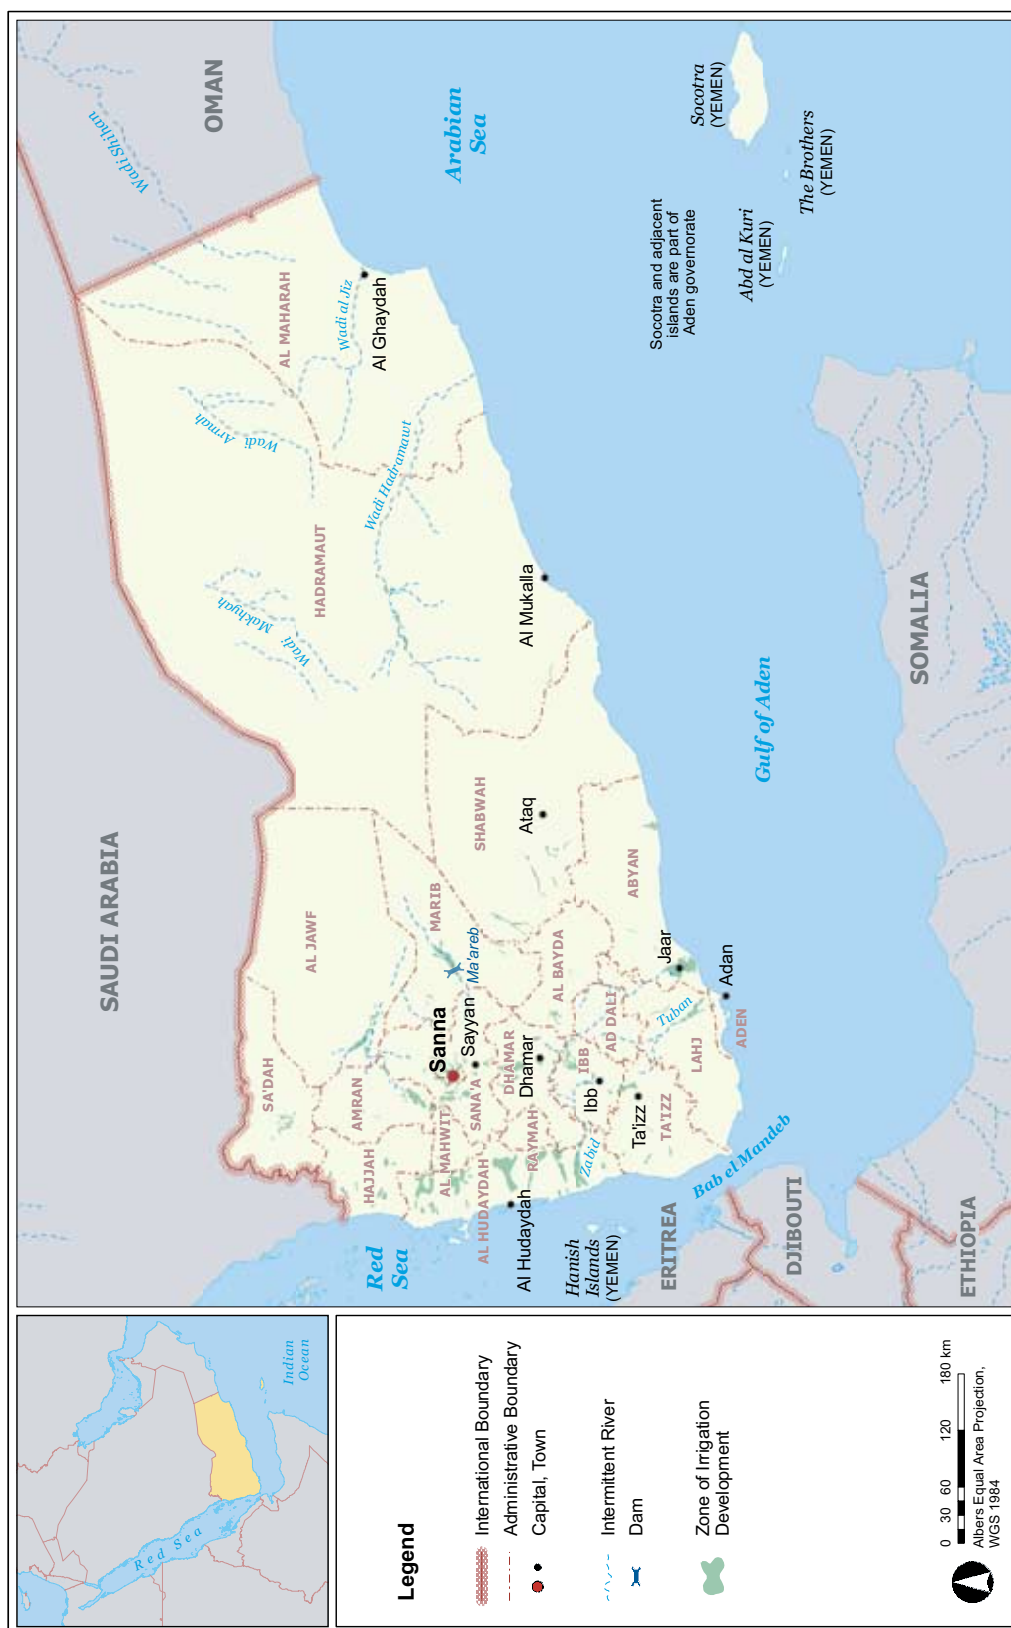 OMAN
Wadi Shihan
Arabian
Sea
Socotra
(YEMEN)
The Brothers
(YEMEN)
Abd al Kuri
(YEMEN)
Socotra and adjacent
islands are part of
Aden governorate
AL MAHARAH
Wadi al Jiz
Al Ghaydah
Wadi
Armah
Wadi Hadramawt
HADRAMAUT
Wadi
Makhyah
Al Mukalla
SOMALIA
Gulf of Aden
SAUDI ARABIA
SHABWAH
Ataq
ABYAN
MARIB
AL JAWF
Ma'areb
AL BAYDA
Jaar
Adan
ADEN
Tuban
AD DALI
LAHJ
Sanna
Sayyan
DHAMAR
Dhamar
IBB
Ibb
Ta'izz
TA'IZZ
SA'DAH
AMRAN
SANA'A
AL MAHWIT
RAYMAH
HAJJAH
AL HUDAYDAH
Al Hudaydah
Zabid
Bab el Mandeb
Red
Sea
Hanish
Islands
(YEMEN)
ERITREA
DJIBOUTI
ETHIOPIA
Red Sea
Indian
Ocean
Legend
International Boundary
Administrative Boundary
Capital, Town
Intermittent River
Dam
Zone of Irrigation
Development
0 30 60 120 180 km
Albers Equal Area Projection,
WGS 1984